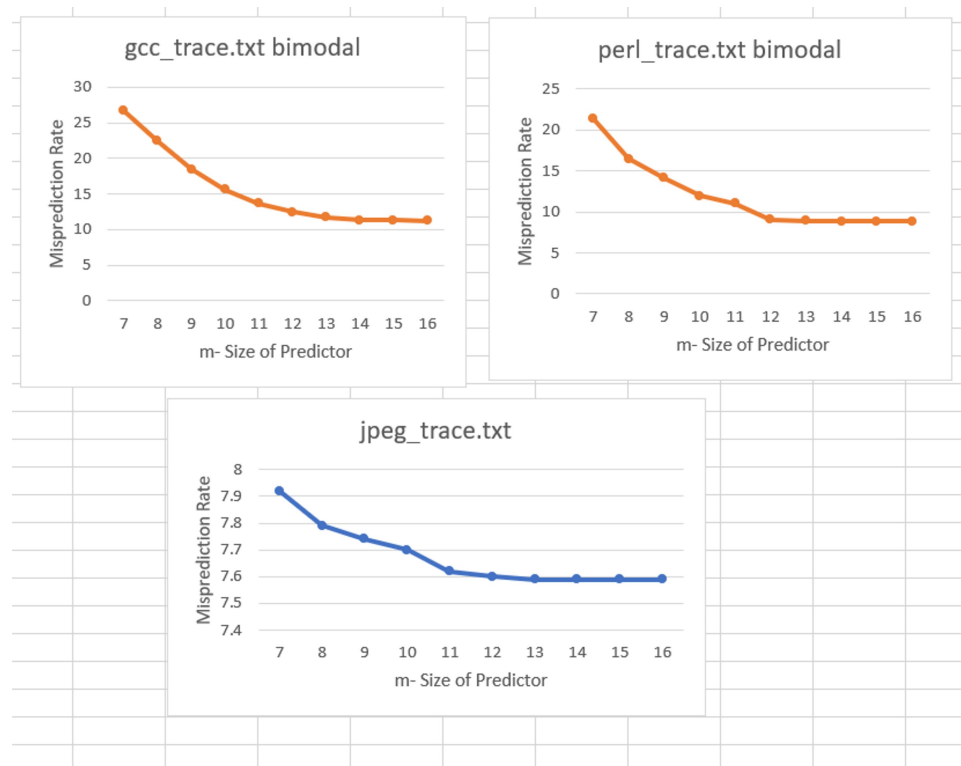 gcc_trace.txt bimodal
30
25
20
15
10
5
0
Misprediction Rate
7 8 9 10 11 12 13 14 15 16
m- Size of Predictor
perl_trace.txt bimodal
25
20
15
10
5
0
Misprediction Rate
7 8 9 10 11 12 13 14 15 16
m- Size of Predictor
jpeg_trace.txt
8
7.9
7.8
7.7
7.6
7.5
7.4
Misprediction Rate
7 8 9 10 11 12 13 14 15 16
m- Size of Predictor